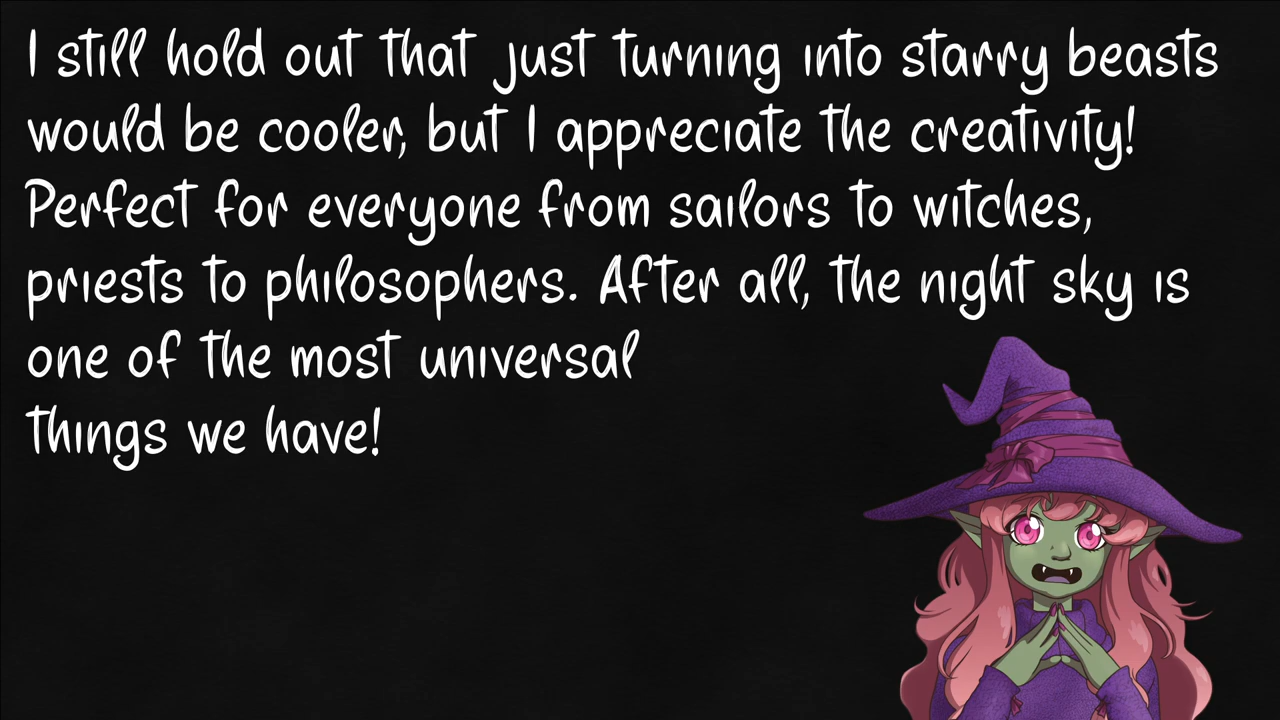 I still hold out that just turning into starry beasts
would be cooler, but I appreciate the creativity!
Perfect for everyone from sailors to witches,
priests to philosophers. After all, the night sky is
one of the most universal
things we have!